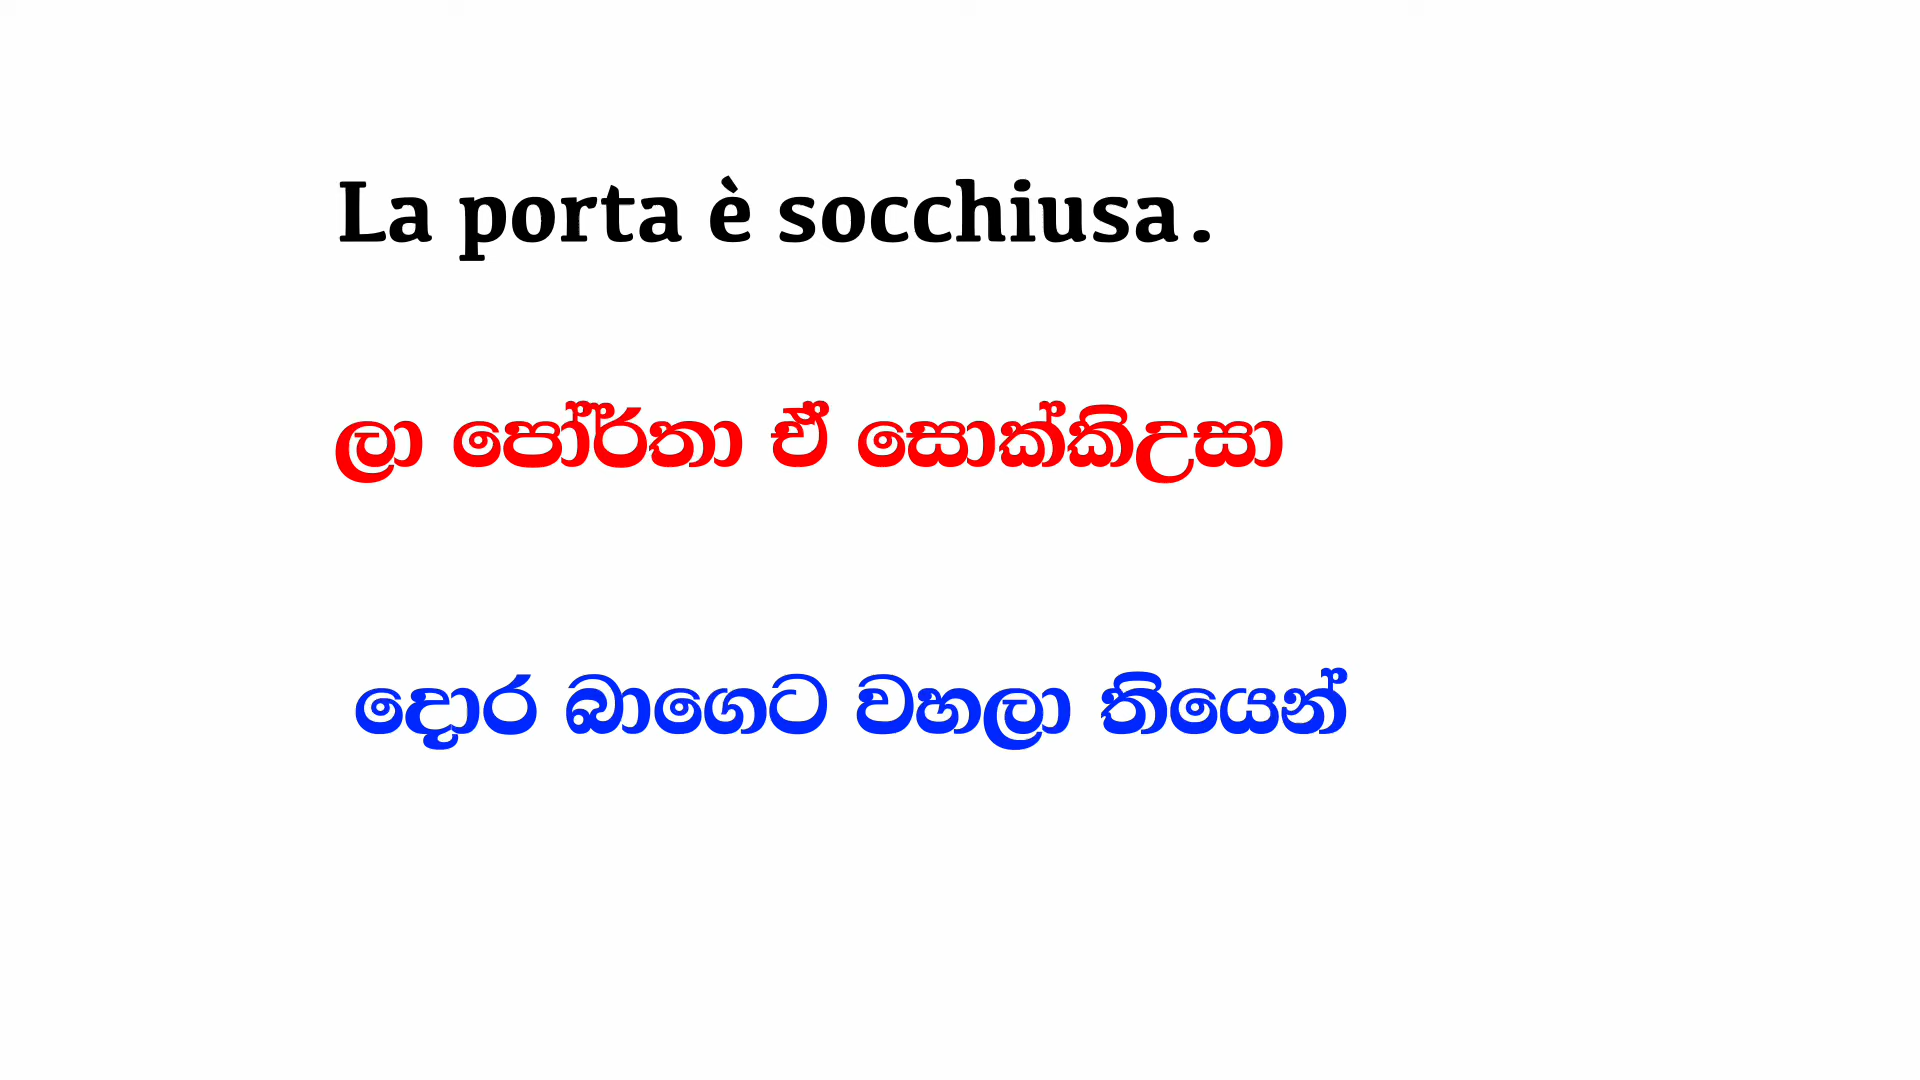 La porta è socchiusa.
ලා පෝර්තා ඒ සොක්කිඋසා
දොර බාගෙට වහලා තියෙන්